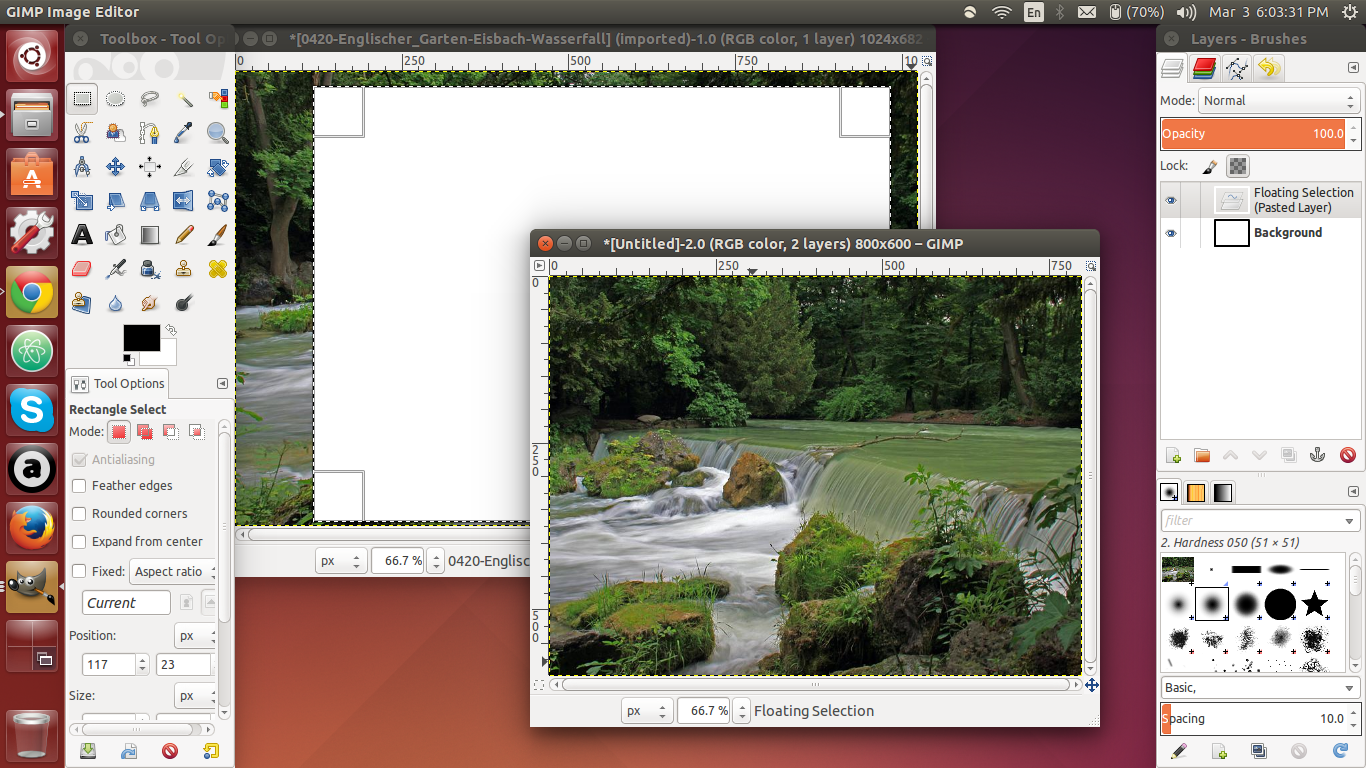 GIMP Image Editor
En
(70%)
Mar 3 6:03:31 PM
Toolbox - Tool Op
*[0420-Englischer_Garten-Eisbach-Wasserfall] (imported)-1.0 (RGB color, 1 layer) 1024x682
Layers - Brushes
0
250
500
750
10
Mode:
Normal
Opacity
100.0
Lock:
Floating Selection
(Pasted Layer)
Background
*[Untitled]-2.0 (RGB color, 2 layers) 800x600 – GIMP
0
250
500
750
0
250
500
Tool Options
Rectangle Select
Mode:
Antialiasing
Feather edges
Rounded corners
Expand from center
Fixed:
Aspect ratio
Current
Position:
px
117
23
Size:
px
px
66.7 %
0420-Englisc
px
66.7 %
Floating Selection
filter
2. Hardness 050 (51 × 51)
Basic,
Spacing
10.0